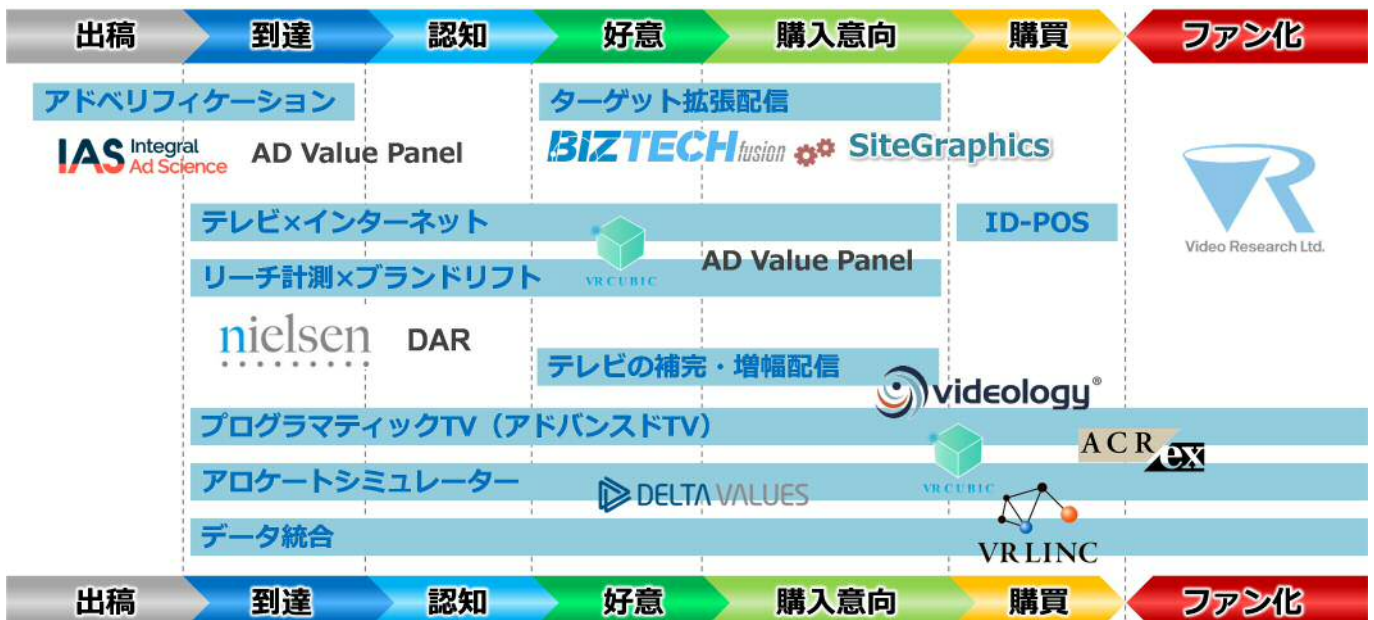 出稿 到達 認知 好意 購入意向 購買 ファン化
アドベリフィケーション ターゲット拡張配信
IAS Integral Ad Science AD Value Panel BIZTECH fusion SiteGraphics
VR
Video Research Ltd.
テレビ×インターネット ID-POS
リーチ計測×ブランドリフト VR CUBIC AD Value Panel
nielsen DAR
テレビの補完・増幅配信 videology®
プログラマティックTV（アドバンスドTV） ACR ex
アロケートシミュレーター DELTA VALUES VR CUBIC
データ統合 VR LINC
出稿 到達 認知 好意 購入意向 購買 ファン化